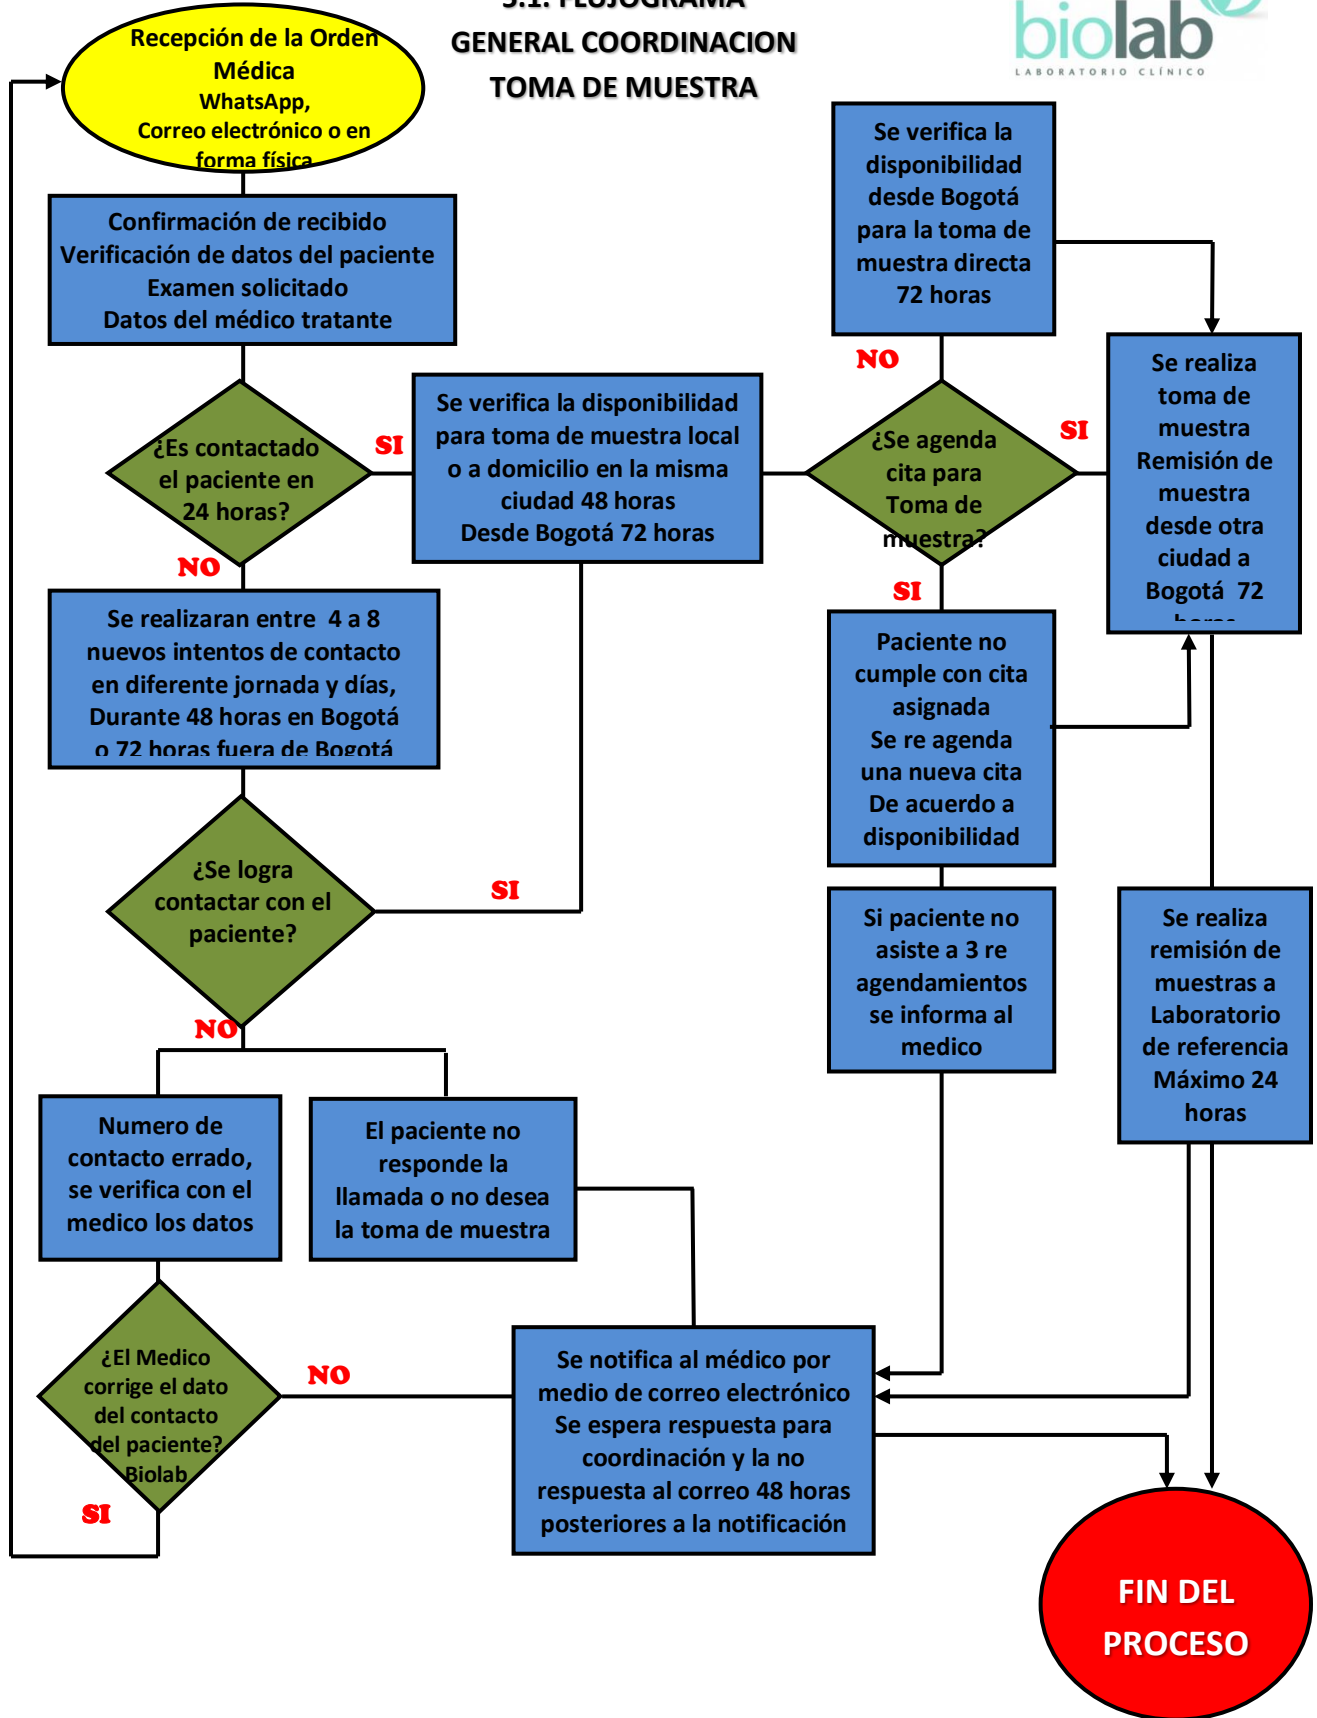 5.1. FLUJOGRAMA
GENERAL COORDINACION
TOMA DE MUESTRA
biolab
LABORATORIO CLÍNICO
Recepción de la Orden
Médica
WhatsApp,
Correo electrónico o en
forma física
Confirmación de recibido
Verificación de datos del paciente
Examen solicitado
Datos del médico tratante
¿Es contactado
el paciente en
24 horas?
SI
NO
Se verifica la disponibilidad
para toma de muestra local
o a domicilio en la misma
ciudad 48 horas
Desde Bogotá 72 horas
Se verifica la
disponibilidad
desde Bogotá
para la toma de
muestra directa
72 horas
NO
¿Se agenda
cita para
Toma de
muestra?
SI
SI
Se realiza
toma de
muestra
Remisión de
muestra
desde otra
ciudad a
Bogotá 72
horas
Se realizaran entre 4 a 8
nuevos intentos de contacto
en diferente jornada y días,
Durante 48 horas en Bogotá
o 72 horas fuera de Bogotá
Paciente no
cumple con cita
asignada
Se re agenda
una nueva cita
De acuerdo a
disponibilidad
¿Se logra
contactar con el
paciente?
SI
NO
Si paciente no
asiste a 3 re
agendamientos
se informa al
medico
Se realiza
remisión de
muestras a
Laboratorio
de referencia
Máximo 24
horas
Numero de
contacto errado,
se verifica con el
medico los datos
El paciente no
responde la
llamada o no desea
la toma de muestra
¿El Medico
corrige el dato
del contacto
del paciente?
Biolab
NO
SI
Se notifica al médico por
medio de correo electrónico
Se espera respuesta para
coordinación y la no
respuesta al correo 48 horas
posteriores a la notificación
FIN DEL
PROCESO